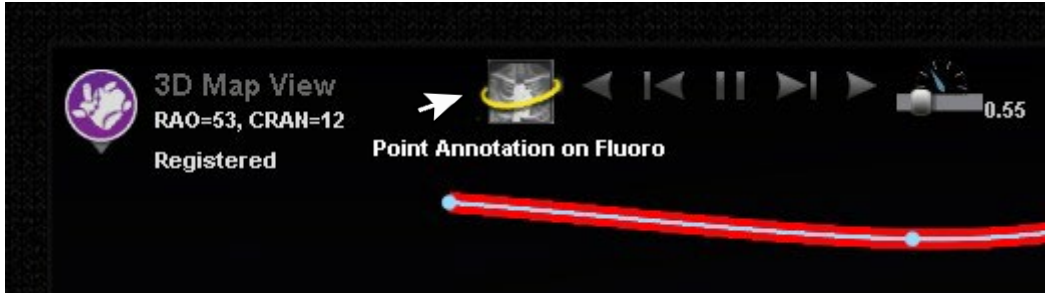 3D Map View
RAO=53, CRAN=12
Registered
Point Annotation on Fluoro
0.55